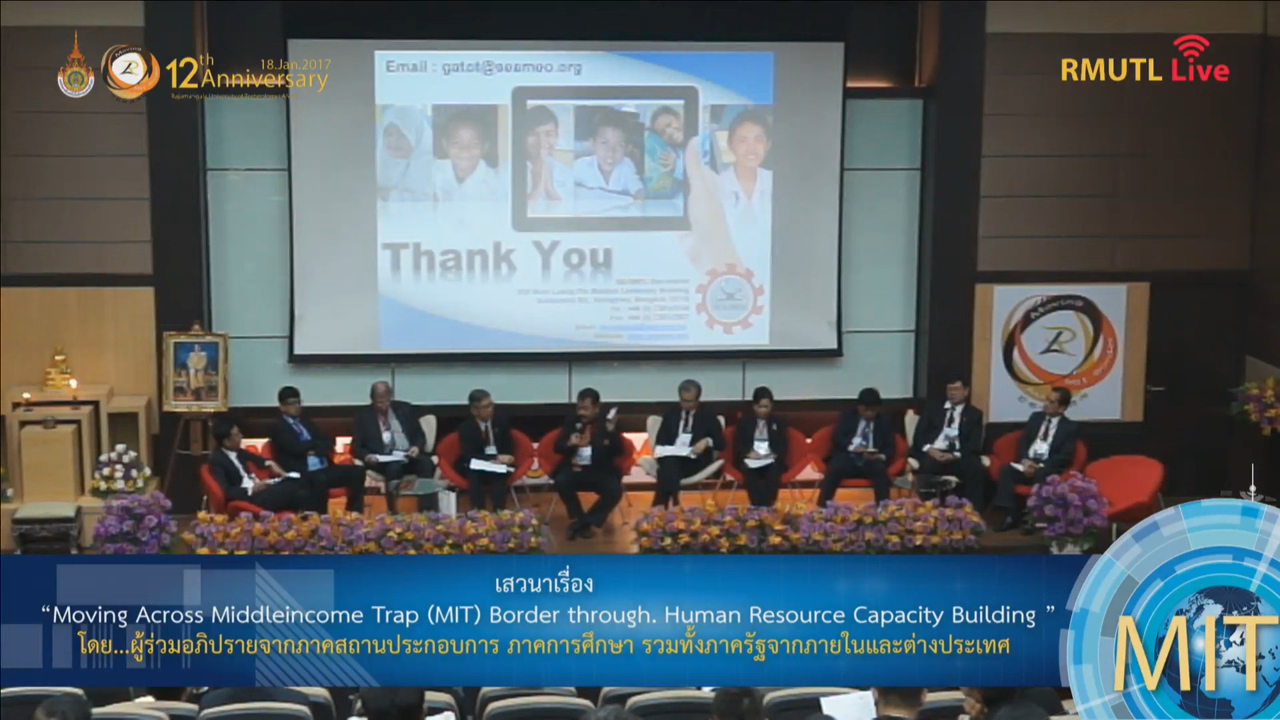 12th
Anniversary
18.Jan.2017
RMUTL Live
Email : gatot@seameo.org
Thank You
Moving
เสวนาเรื่อง
“Moving Across Middleincome Trap (MIT) Border through. Human Resource Capacity Building ”
โดย...ผู้ร่วมอภิปรายจากภาคสถานประกอบการ ภาคการศึกษา รวมทั้งภาครัฐจากภายในและต่างประเทศ
MIT